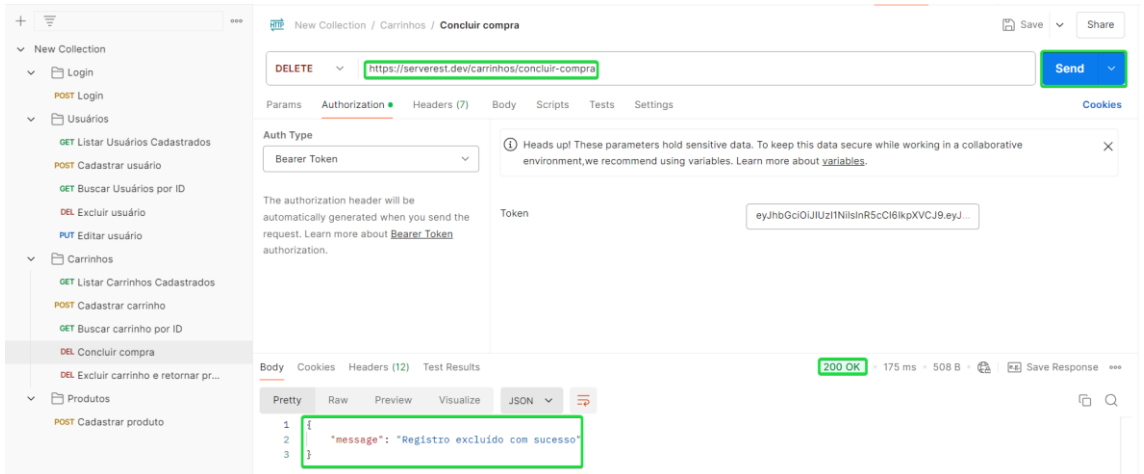 New Collection / Carrinhos / Concluir compra
Save
Share
New Collection
Login
POST Login
Usuários
GET Listar Usuários Cadastrados
POST Cadastrar usuário
GET Buscar Usuários por ID
DEL Excluir usuário
PUT Editar usuário
Carrinhos
GET Listar Carrinhos Cadastrados
POST Cadastrar carrinho
GET Buscar carrinho por ID
DEL Concluir compra
DEL Excluir carrinho e retornar pr...
Produtos
POST Cadastrar produto
DELETE
https://serverest.dev/carrinhos/concluir-compra
Send
Params Authorization Headers (7) Body Scripts Tests Settings
Cookies
Auth Type
Bearer Token
The authorization header will be
automatically generated when you send the
request. Learn more about Bearer Token
authorization.
Heads up! These parameters hold sensitive data. To keep this data secure while working in a collaborative
environment,we recommend using variables. Learn more about variables.
Token
eyJhbGciOiJIUzI1NiIsInR5cCI6IkpXVCJ9.eyJ...
Body Cookies Headers (12) Test Results
200 OK 175 ms 508 B
Save Response
Pretty Raw Preview Visualize JSON
1 {
2 "message": "Registro excluído com sucesso"
3 }